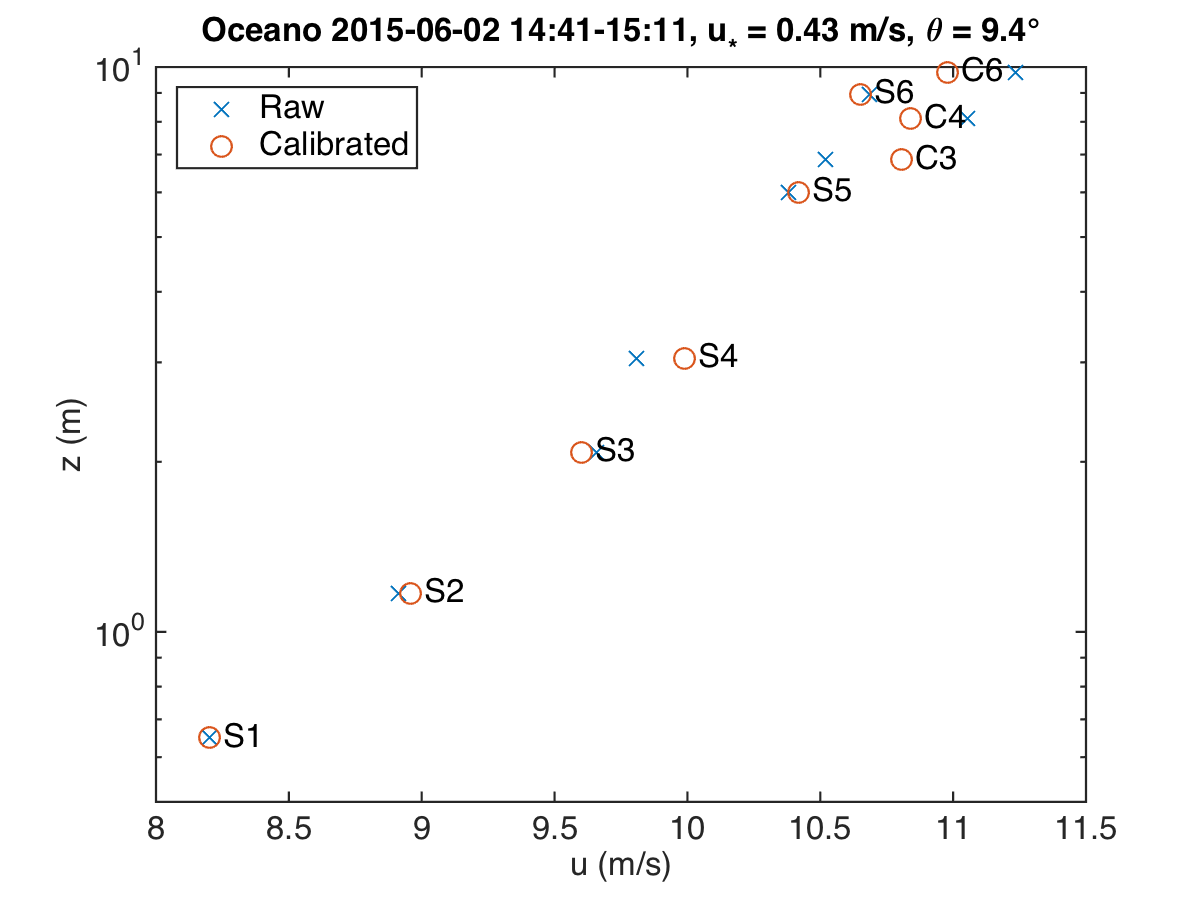 Oceano 2015-06-02 14:41-15:11, u* = 0.43 m/s, θ = 9.4°
10¹
Raw
Calibrated
C6
S6
C4
C3
S5
S4
S3
S2
10⁰
S1
z (m)
8 8.5 9 9.5 10 10.5 11 11.5
u (m/s)